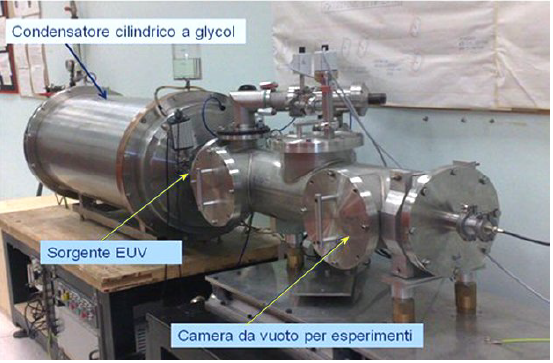 Condensatore cilindrico a glycol
Sorgente EUV
Camera da vuoto per esperimenti